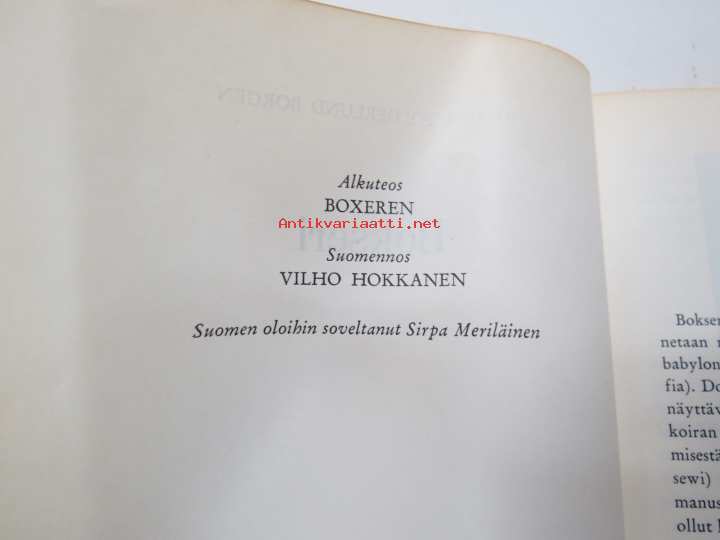 Alkuteos
BOXEREN
Antikvariaatti.net
Suomennos
VILHO HOKKANEN
Suomen oloihin soveltanut Sirpa Meriläinen
Bokser
netaan
babylon
fia). Do
näyttäv
koiran
misestä
sewi)
manus
ollut